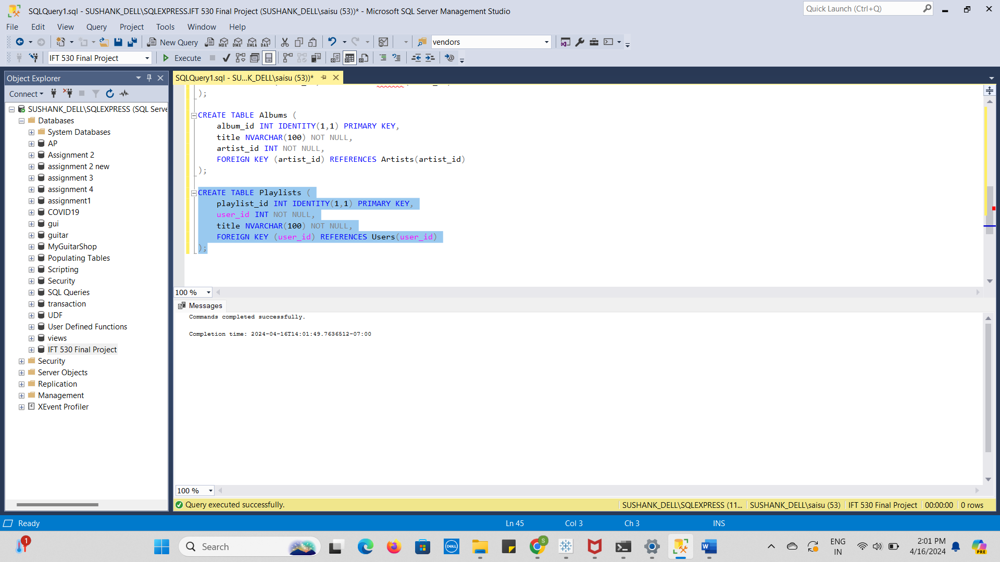 SQLQuery1.sql - SUSHANK_DELL\SQLEXPRESS.IFT 530 Final Project (SUSHANK_DELL\saisu (53))* - Microsoft SQL Server Management Studio
Quick Launch (Ctrl+Q)
File Edit View Query Project Tools Window Help
New Query
MDX DMX XMLA DAX
vendors
IFT 530 Final Project
Execute
Object Explorer
SQLQuery1.sql - SU...K_DELL\saisu (53))*
Connect
SUSHANK_DELL\SQLEXPRESS (SQL Serve
Databases
System Databases
AP
Assignment 2
assignment 2 new
assignment 3
assignment 4
assignment1
COVID19
gui
guitar
MyGuitarShop
Populating Tables
Scripting
Security
SQL Queries
transaction
UDF
User Defined Functions
views
IFT 530 Final Project
Security
Server Objects
Replication
Management
XEvent Profiler
);
CREATE TABLE Albums (
album_id INT IDENTITY(1,1) PRIMARY KEY,
title NVARCHAR(100) NOT NULL,
artist_id INT NOT NULL,
FOREIGN KEY (artist_id) REFERENCES Artists(artist_id)
);
CREATE TABLE Playlists (
playlist_id INT IDENTITY(1,1) PRIMARY KEY,
user_id INT NOT NULL,
title NVARCHAR(100) NOT NULL,
FOREIGN KEY (user_id) REFERENCES Users(user_id)
);
100 %
Messages
Commands completed successfully.
Completion time: 2024-04-16T14:01:49.7636512-07:00
100 %
Query executed successfully.
SUSHANK_DELL\SQLEXPRESS (11... SUSHANK_DELL\saisu (53) IFT 530 Final Project 00:00:00 0 rows
Ready
Ln 45 Col 3 Ch 3 INS
1
Search
DELL
S
W
ENG
IN
2:01 PM
4/16/2024
PRE